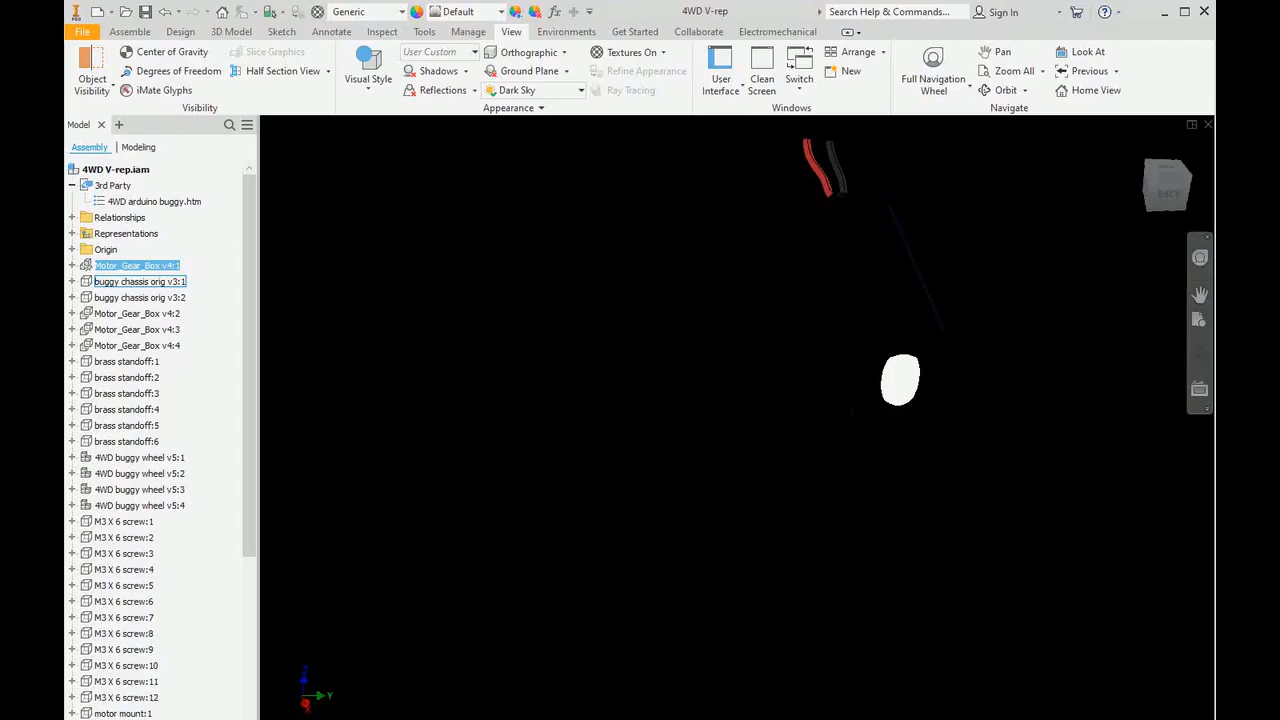 PRO
Generic
Default
fx
4WD V-rep
Search Help & Commands...
Sign In
File
Assemble
Design
3D Model
Sketch
Annotate
Inspect
Tools
Manage
View
Environments
Get Started
Collaborate
Electromechanical
Object
Visibility
Center of Gravity
Degrees of Freedom
iMate Glyphs
Slice Graphics
Half Section View
Visibility
Visual Style
User Custom
Shadows
Reflections
Orthographic
Ground Plane
Dark Sky
Textures On
Refine Appearance
Ray Tracing
Appearance
User
Interface
Clean
Screen
Switch
Arrange
New
Windows
Full Navigation
Wheel
Pan
Zoom All
Orbit
Look At
Previous
Home View
Navigate
Model
Assembly
Modeling
4WD V-rep.iam
3rd Party
4WD arduino buggy.htm
Relationships
Representations
Origin
Motor_Gear_Box v4:1
buggy chassis orig v3:1
buggy chassis orig v3:2
Motor_Gear_Box v4:2
Motor_Gear_Box v4:3
Motor_Gear_Box v4:4
brass standoff:1
brass standoff:2
brass standoff:3
brass standoff:4
brass standoff:5
brass standoff:6
4WD buggy wheel v5:1
4WD buggy wheel v5:2
4WD buggy wheel v5:3
4WD buggy wheel v5:4
M3 X 6 screw:1
M3 X 6 screw:2
M3 X 6 screw:3
M3 X 6 screw:4
M3 X 6 screw:5
M3 X 6 screw:6
M3 X 6 screw:7
M3 X 6 screw:8
M3 X 6 screw:9
M3 X 6 screw:10
M3 X 6 screw:11
M3 X 6 screw:12
motor mount:1
BACK
Y